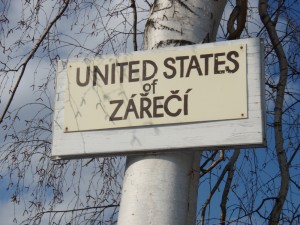 UNITED STATES
of
ZÁŘEČÍ